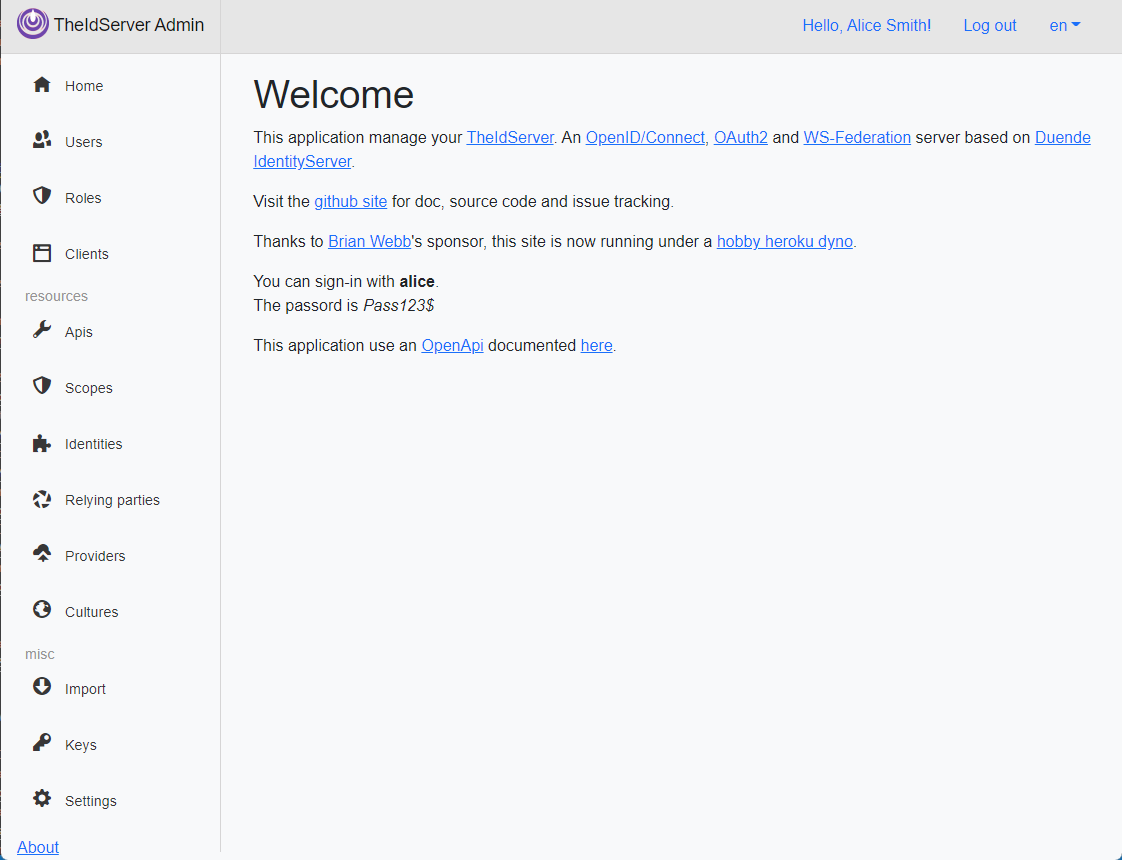 TheIdServer Admin
Hello, Alice Smith!
Log out
en
Home
Users
Roles
Clients
resources
Apis
Scopes
Identities
Relying parties
Providers
Cultures
misc
Import
Keys
Settings
About
Welcome
This application manage your TheIdServer. An OpenID/Connect, OAuth2 and WS-Federation server based on Duende
IdentityServer.
Visit the github site for doc, source code and issue tracking.
Thanks to Brian Webb's sponsor, this site is now running under a hobby heroku dyno.
You can sign-in with alice.
The passord is Pass123$
This application use an OpenApi documented here.